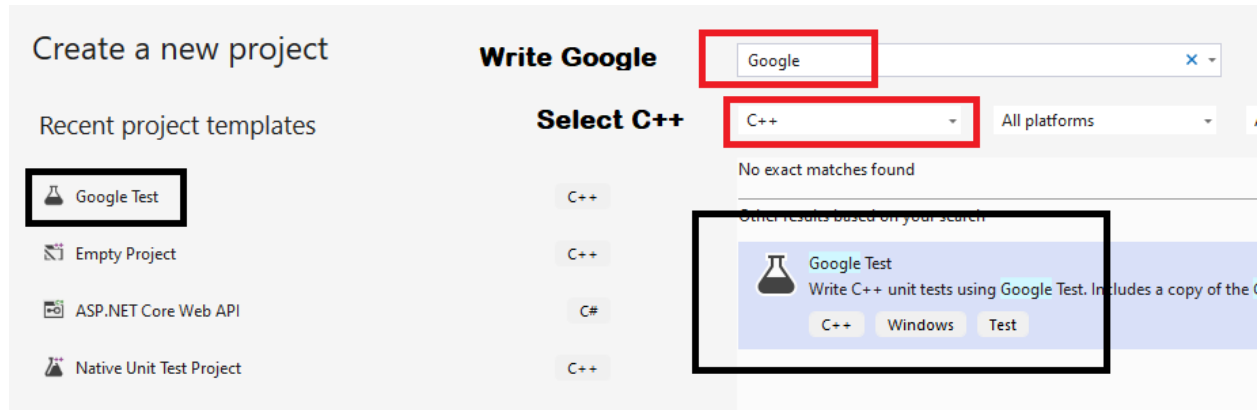 Create a new project
Write Google
Google
Select C++
C++
All platforms
Recent project templates
Google Test
C++
Empty Project
C++
ASP.NET Core Web API
C#
Native Unit Test Project
C++
No exact matches found
Other results based on your search
Google Test
Write C++ unit tests using Google Test. Includes a copy of the
C++ Windows Test